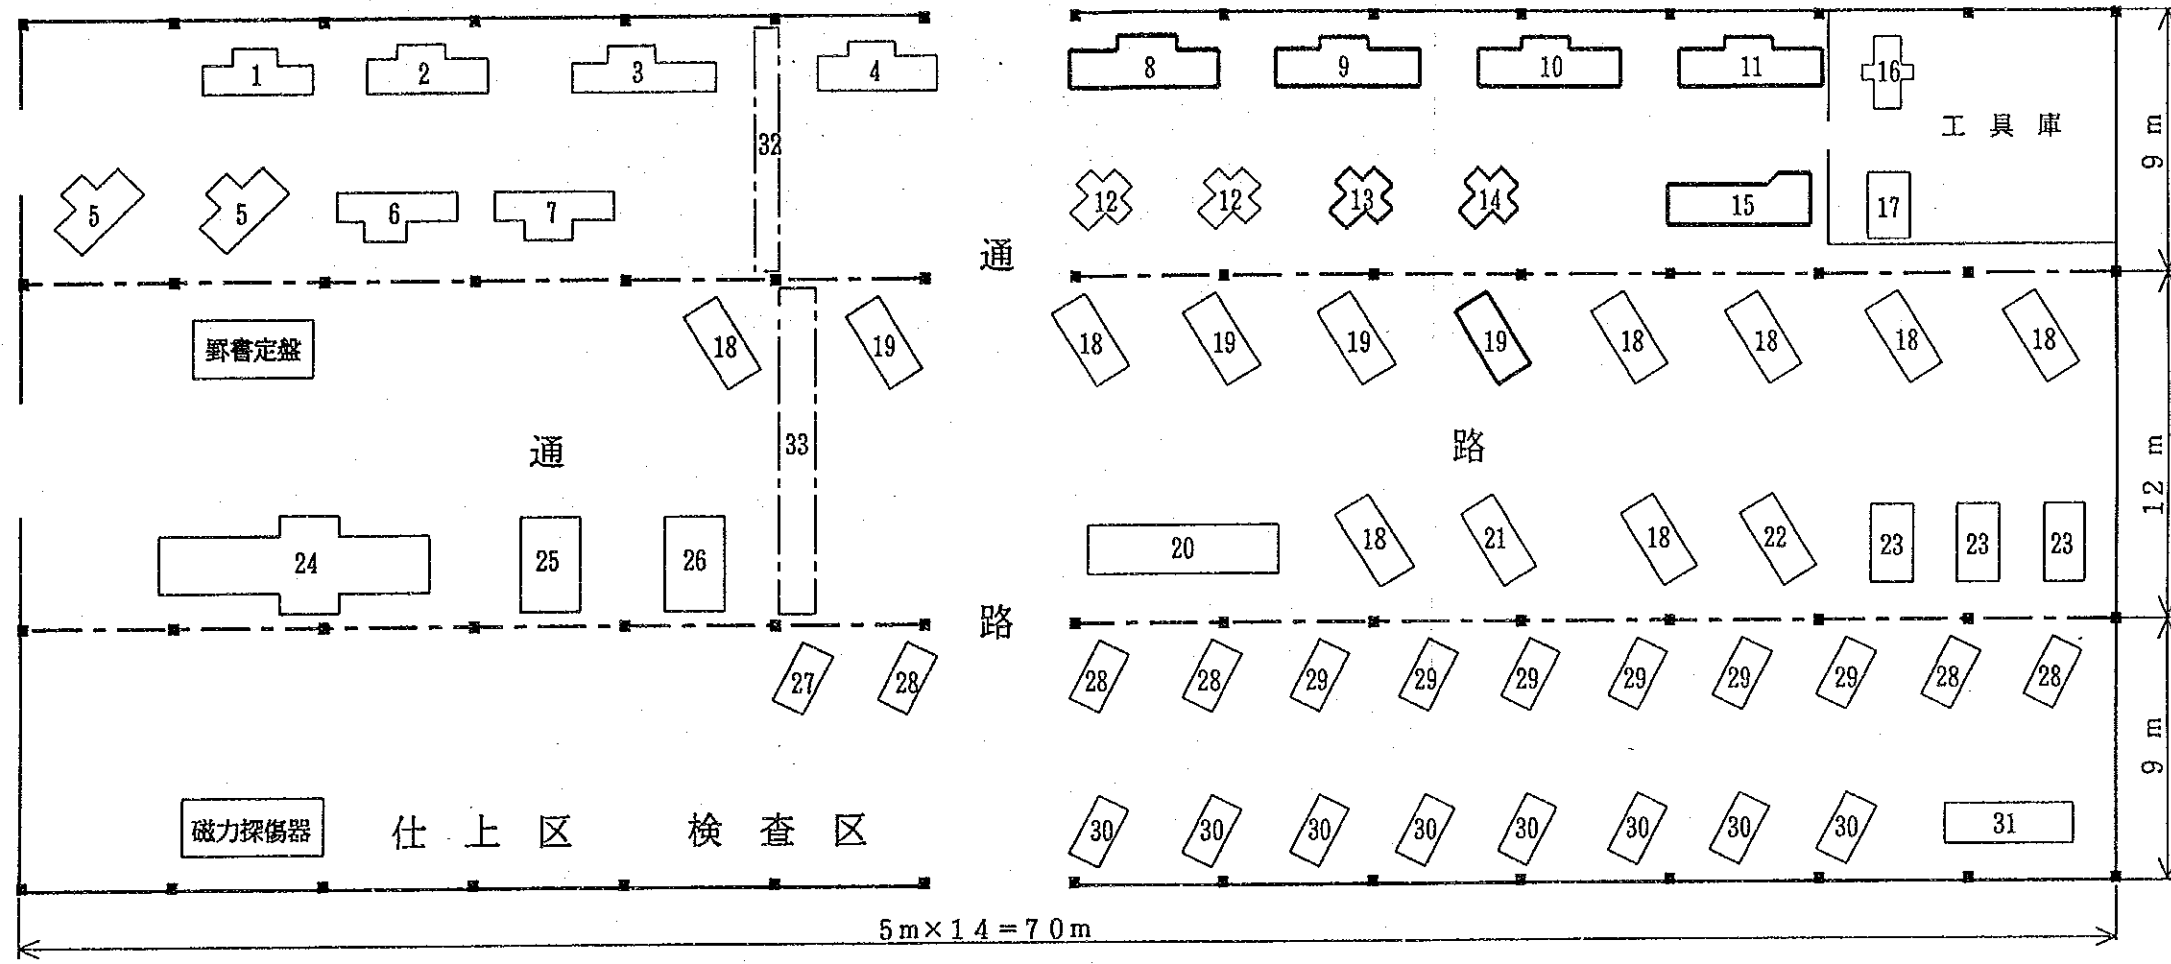 1 2 3 4 8 9 10 11 16
工具庫
9m
32
5 5 6 7 12 12 13 14 15 17
通
罫書定盤
18 19 18 19 19 19 18 18 18 18
通 33 路
12m
24 25 26 20 18 21 18 22 23 23 23
路
27 28 28 28 29 29 29 29 29 29 28 28
9m
磁力探傷器 仕上区 検査区 30 30 30 30 30 30 30 30 31
5m×14=70m